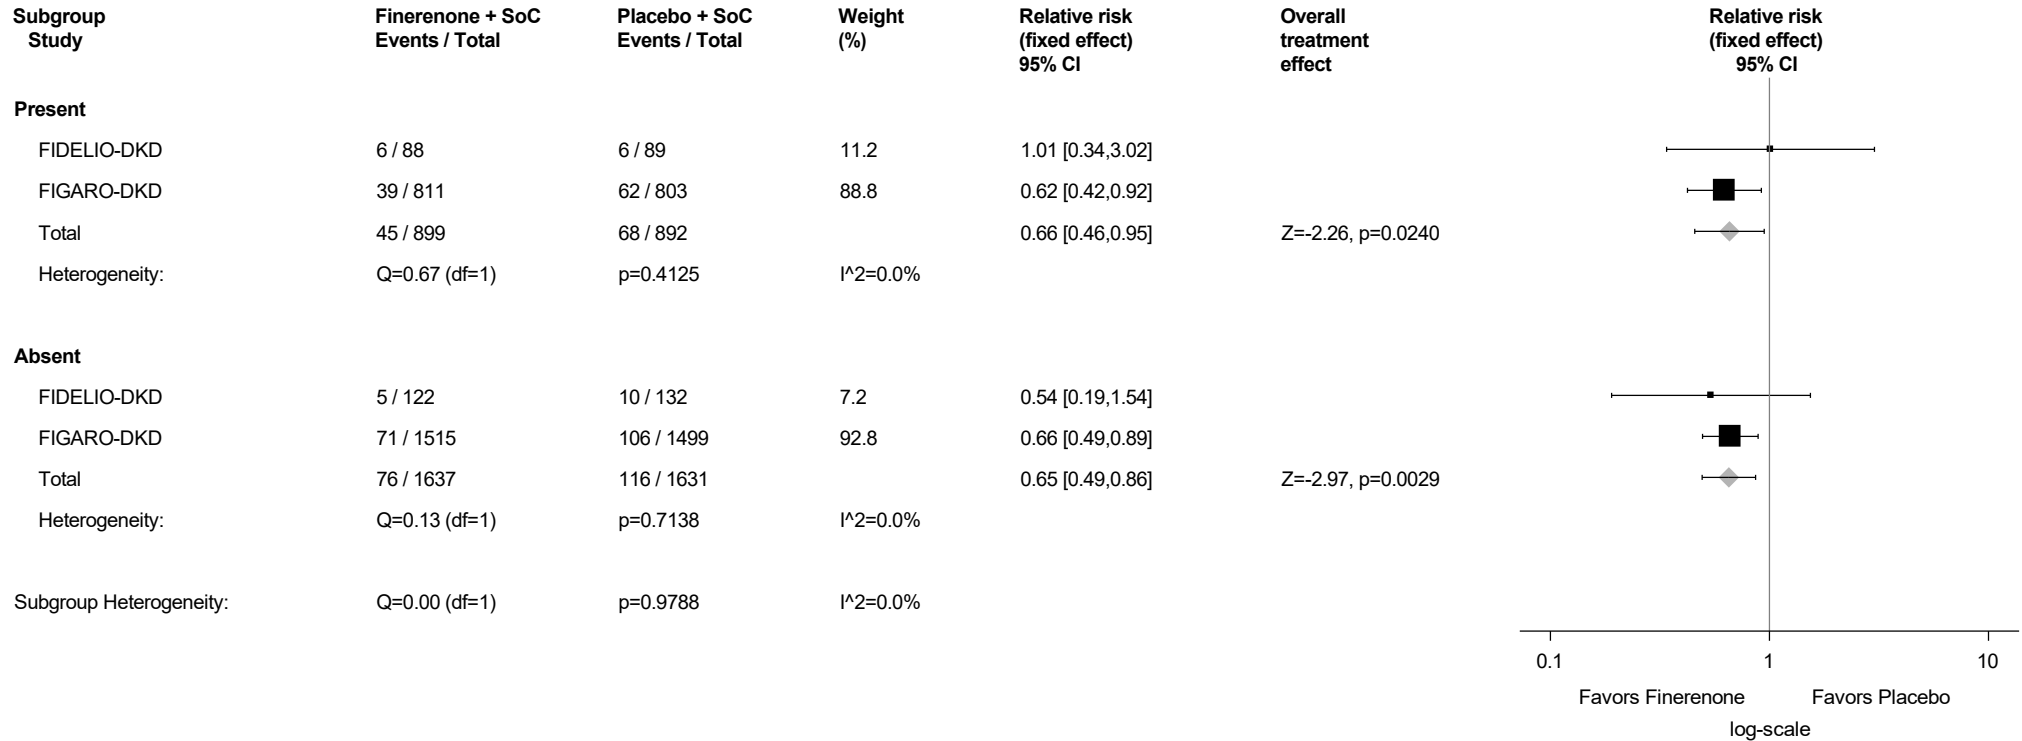 Subgroup Finerenone + SoC Placebo + SoC Weight Relative risk Overall Relative risk
Study Events / Total Events / Total (%) (fixed effect) treatment (fixed effect)
95% CI effect 95% CI
Present
FIDELIO-DKD 6 / 88 6 / 89 11.2 1.01 [0.34,3.02]
FIGARO-DKD 39 / 811 62 / 803 88.8 0.62 [0.42,0.92]
Total 45 / 899 68 / 892 0.66 [0.46,0.95] Z=-2.26, p=0.0240
Heterogeneity: Q=0.67 (df=1) p=0.4125 I^2=0.0%
Absent
FIDELIO-DKD 5 / 122 10 / 132 7.2 0.54 [0.19,1.54]
FIGARO-DKD 71 / 1515 106 / 1499 92.8 0.66 [0.49,0.89]
Total 76 / 1637 116 / 1631 0.65 [0.49,0.86] Z=-2.97, p=0.0029
Heterogeneity: Q=0.13 (df=1) p=0.7138 I^2=0.0%
Subgroup Heterogeneity: Q=0.00 (df=1) p=0.9788 I^2=0.0%
0.1 1 10
Favors Finerenone Favors Placebo
log-scale